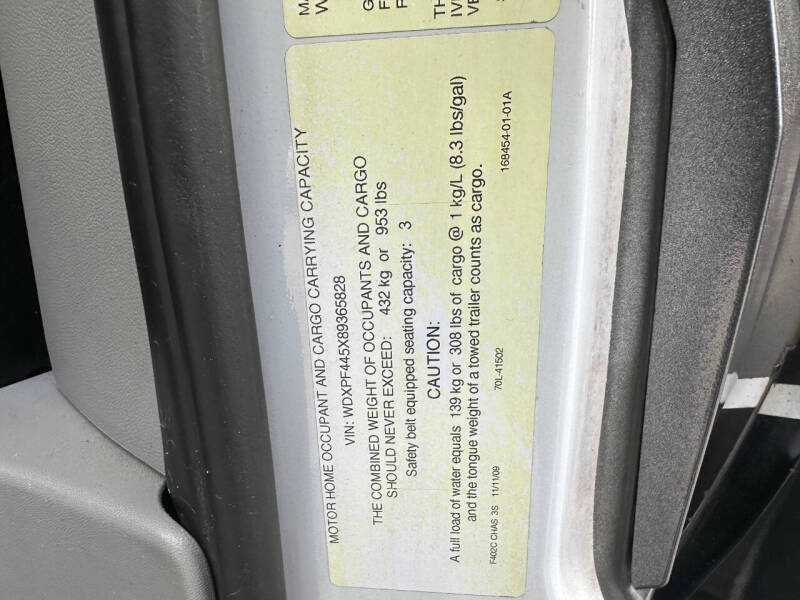 MOTOR HOME OCCUPANT AND CARGO CARRYING CAPACITY
VIN: WDXPF445X89365828
THE COMBINED WEIGHT OF OCCUPANTS AND CARGO
SHOULD NEVER EXCEED: 432 kg or 953 lbs
Safety belt equipped seating capacity: 3
CAUTION:
A full load of water equals 139 kg or 308 lbs of cargo @ 1 kg/L (8.3 lbs/gal)
and the tongue weight of a towed trailer counts as cargo.
F402C CHAS 3S 11/11/09 70L-41502 168454-01-01A